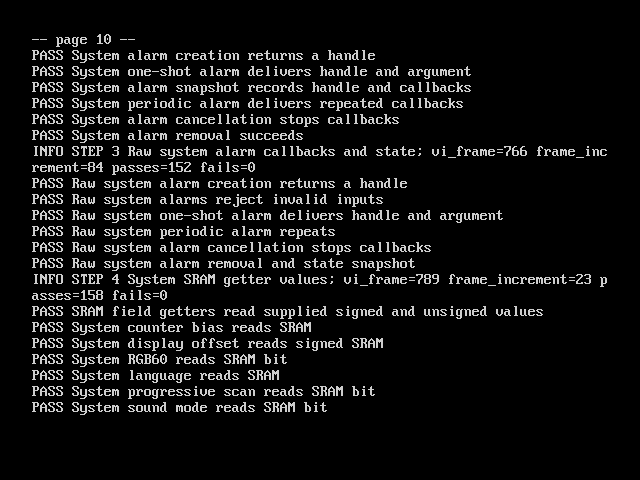 -- page 10 --
PASS System alarm creation returns a handle
PASS System one-shot alarm delivers handle and argument
PASS System alarm snapshot records handle and callbacks
PASS System periodic alarm delivers repeated callbacks
PASS System alarm cancellation stops callbacks
PASS System alarm removal succeeds
INFO STEP 3 Raw system alarm callbacks and state; vi_frame=766 frame_inc
rement=84 passes=152 fails=0
PASS Raw system alarm creation returns a handle
PASS Raw system alarms reject invalid inputs
PASS Raw system one-shot alarm delivers handle and argument
PASS Raw system periodic alarm repeats
PASS Raw system alarm cancellation stops callbacks
PASS Raw system alarm removal and state snapshot
INFO STEP 4 System SRAM getter values; vi_frame=789 frame_increment=23 p
asses=158 fails=0
PASS SRAM field getters read supplied signed and unsigned values
PASS System counter bias reads SRAM
PASS System display offset reads signed SRAM
PASS System RGB60 reads SRAM bit
PASS System language reads SRAM
PASS System progressive scan reads SRAM bit
PASS System sound mode reads SRAM bit